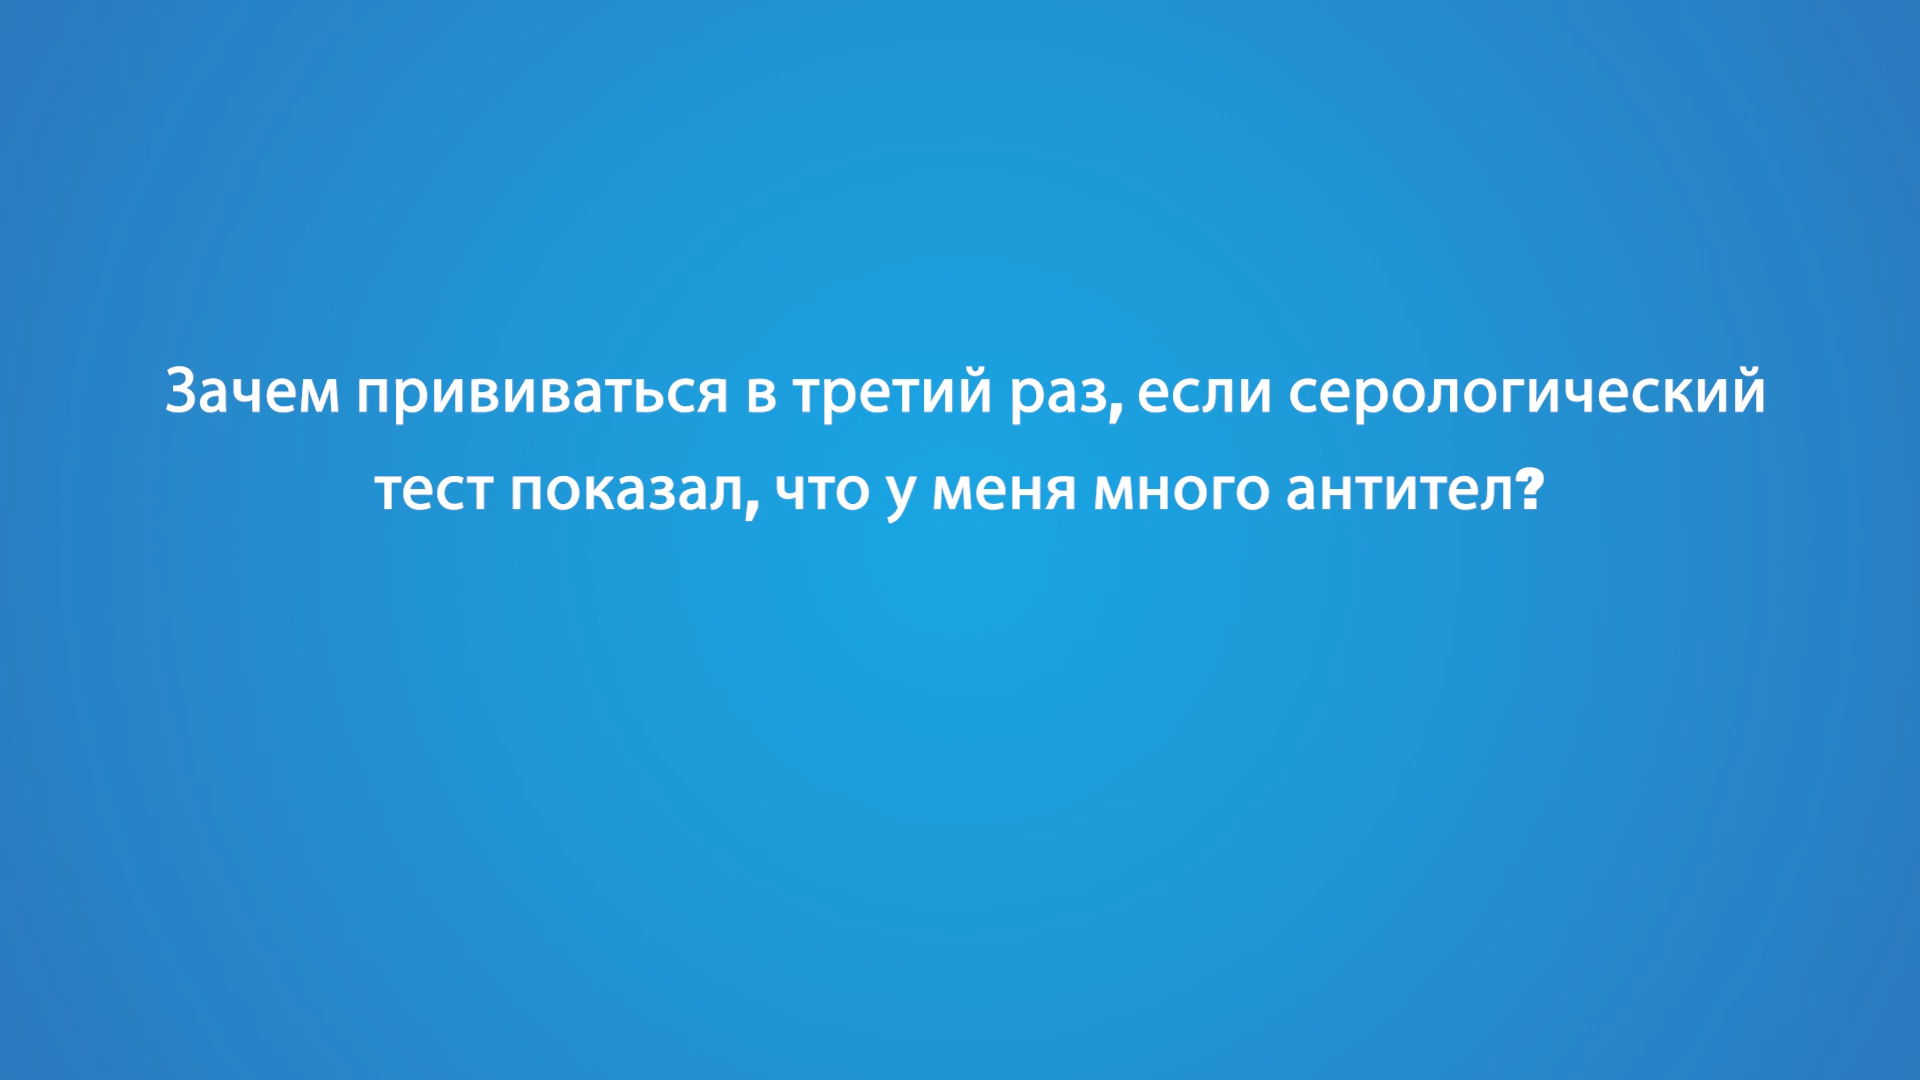 Зачем прививаться в третий раз, если серологический
тест показал, что у меня много антител?